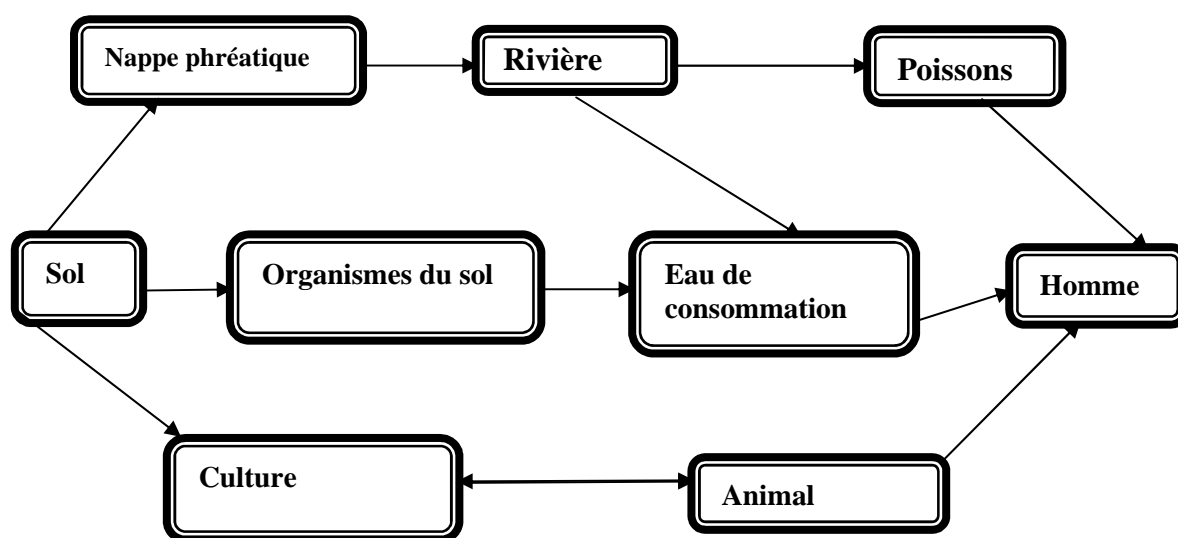 Nappe phréatique
Rivière
Poissons
Sol
Organismes du sol
Eau de
consommation
Homme
Culture
Animal